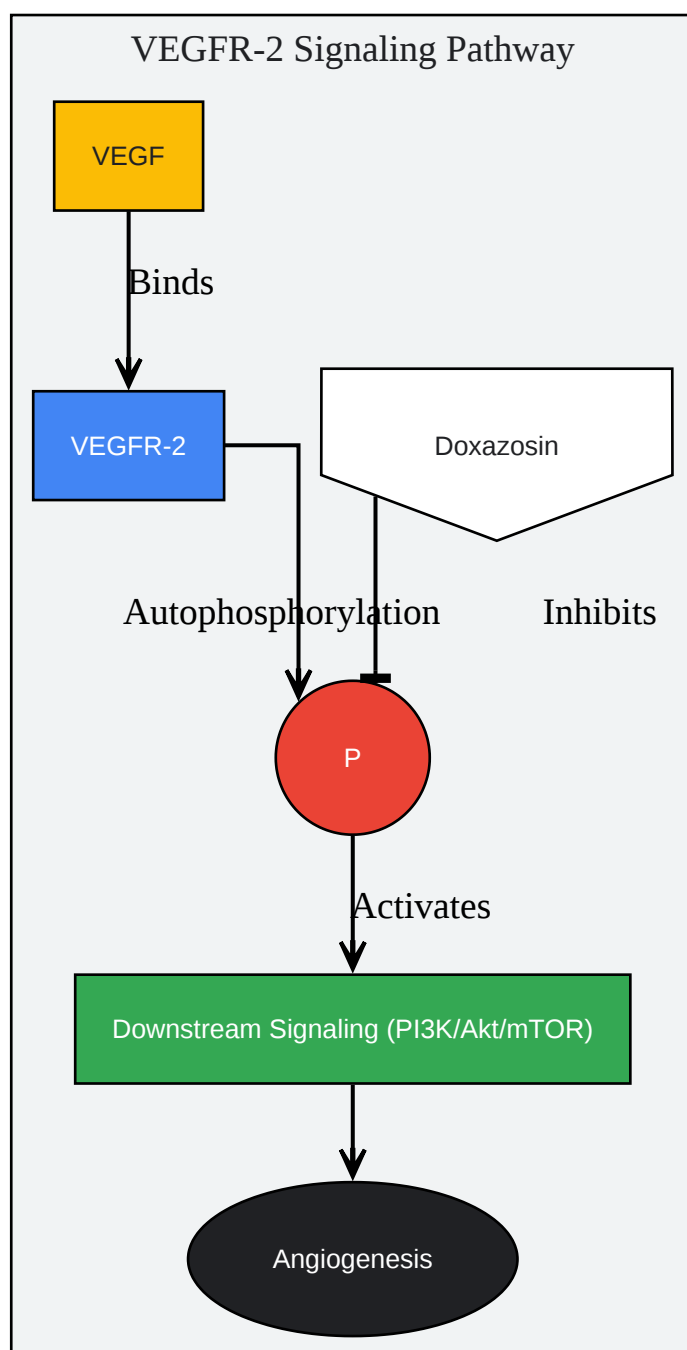 VEGFR-2 Signaling Pathway
VEGF
Binds
VEGFR-2
Doxazosin
Autophosphorylation
Inhibits
P
Activates
Downstream Signaling (PI3K/Akt/mTOR)
Angiogenesis